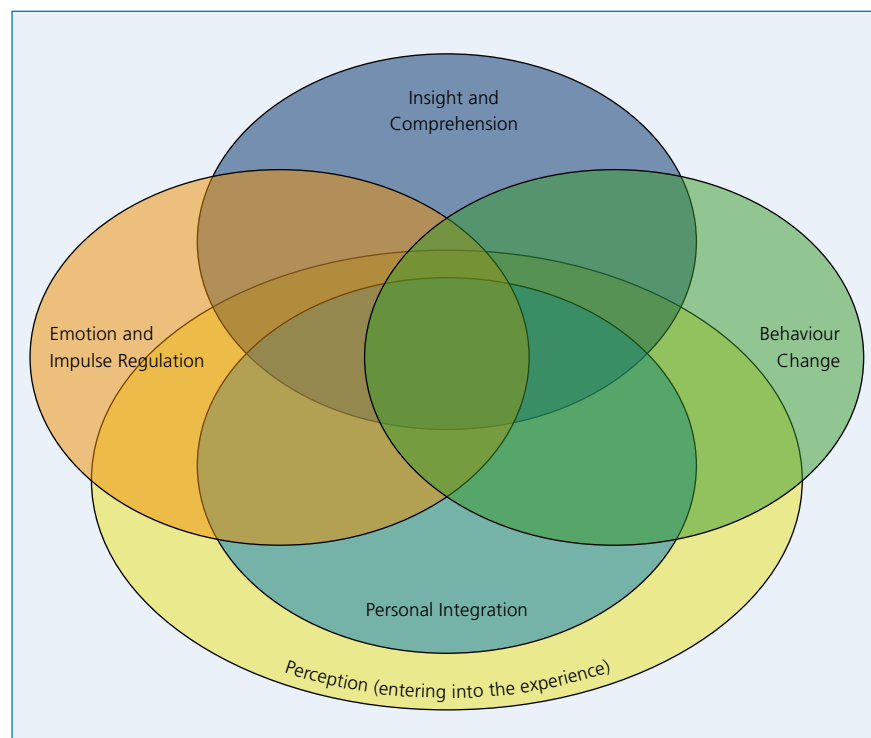 Insight and
Comprehension
Emotion and
Impulse Regulation
Behaviour
Change
Personal Integration
Perception (entering into the experience)